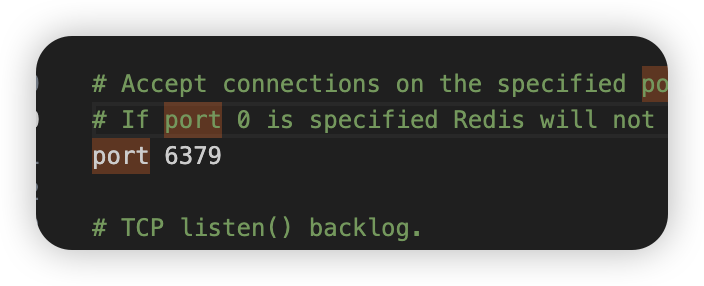 # Accept connections on the specified po
# If port 0 is specified Redis will not
port 6379
# TCP listen() backlog.